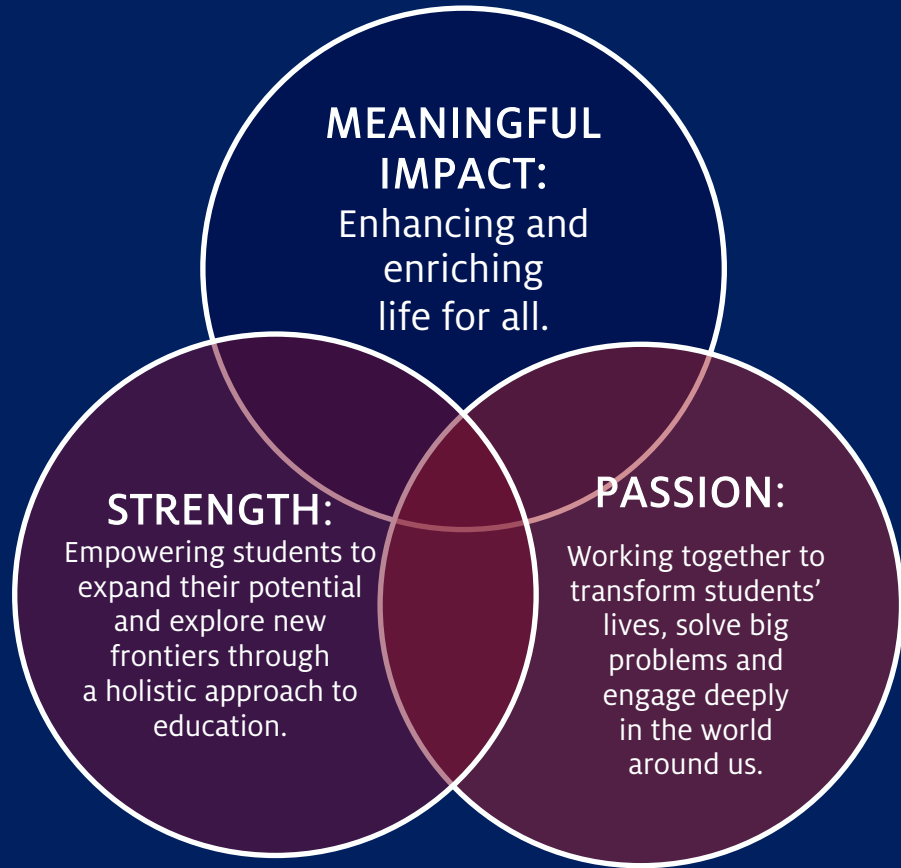 MEANINGFUL
IMPACT:
Enhancing and
enriching
life for all.
STRENGTH:
Empowering students to
expand their potential
and explore new
frontiers through
a holistic approach to
education.
PASSION:
Working together to
transform students’
lives, solve big
problems and
engage deeply
in the world
around us.